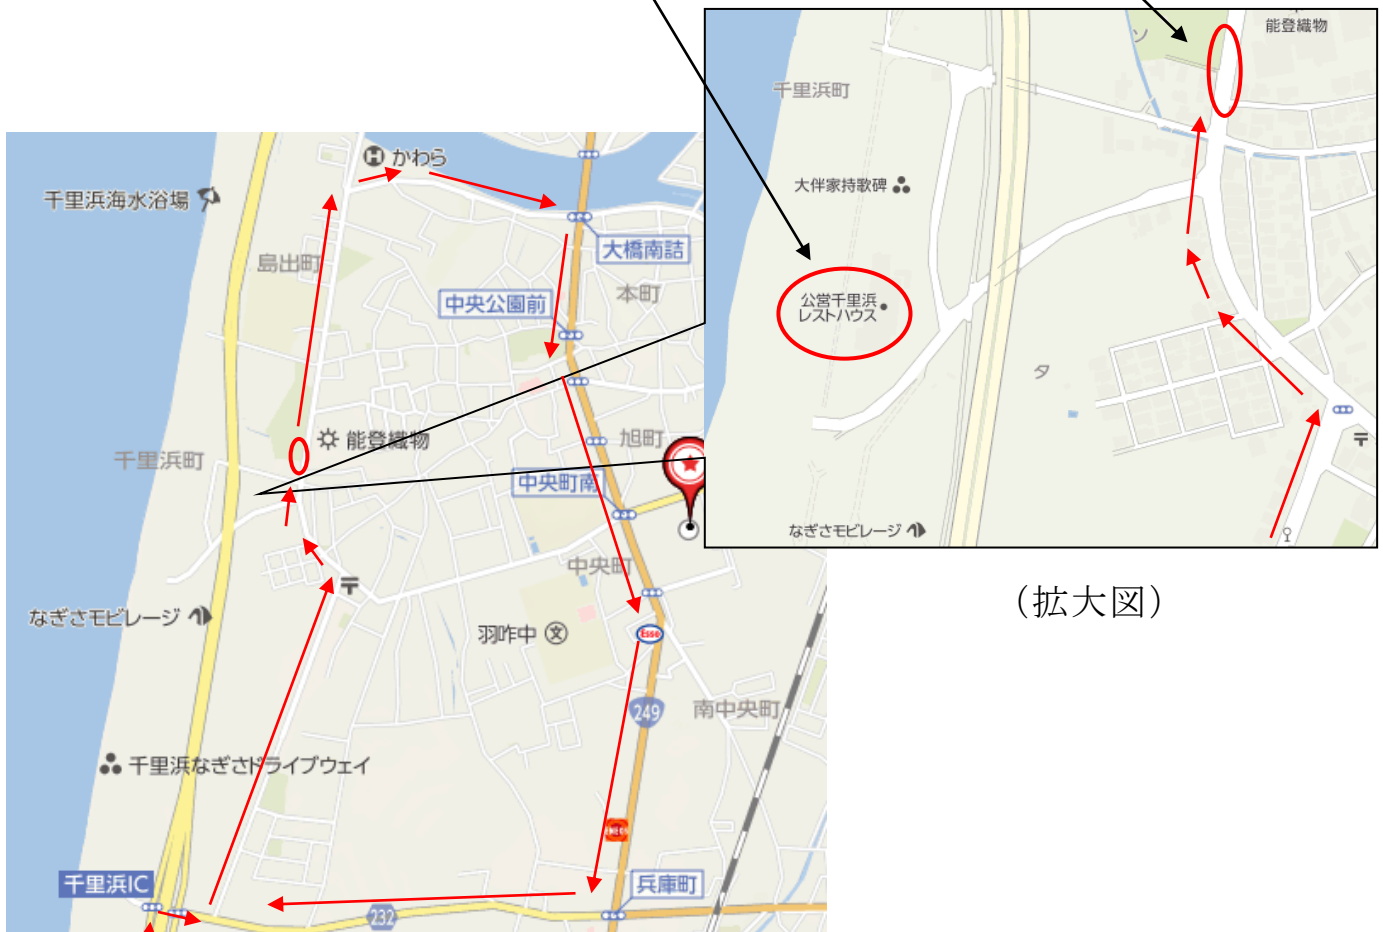 能登織物
千里浜町
大伴家持歌碑
公営千里浜
レストハウス
ソ
タ
〒
なぎさモビレージ
(拡大図)
H かわら
千里浜海水浴場
島出町
大橋南詰
本町
中央公園前
能登織物
旭町
千里浜町
中央町南
中央町
〒
なぎさモビレージ
羽咋中 文
Esso
249
南中央町
千里浜なぎさドライブウェイ
千里浜IC
兵庫町
232